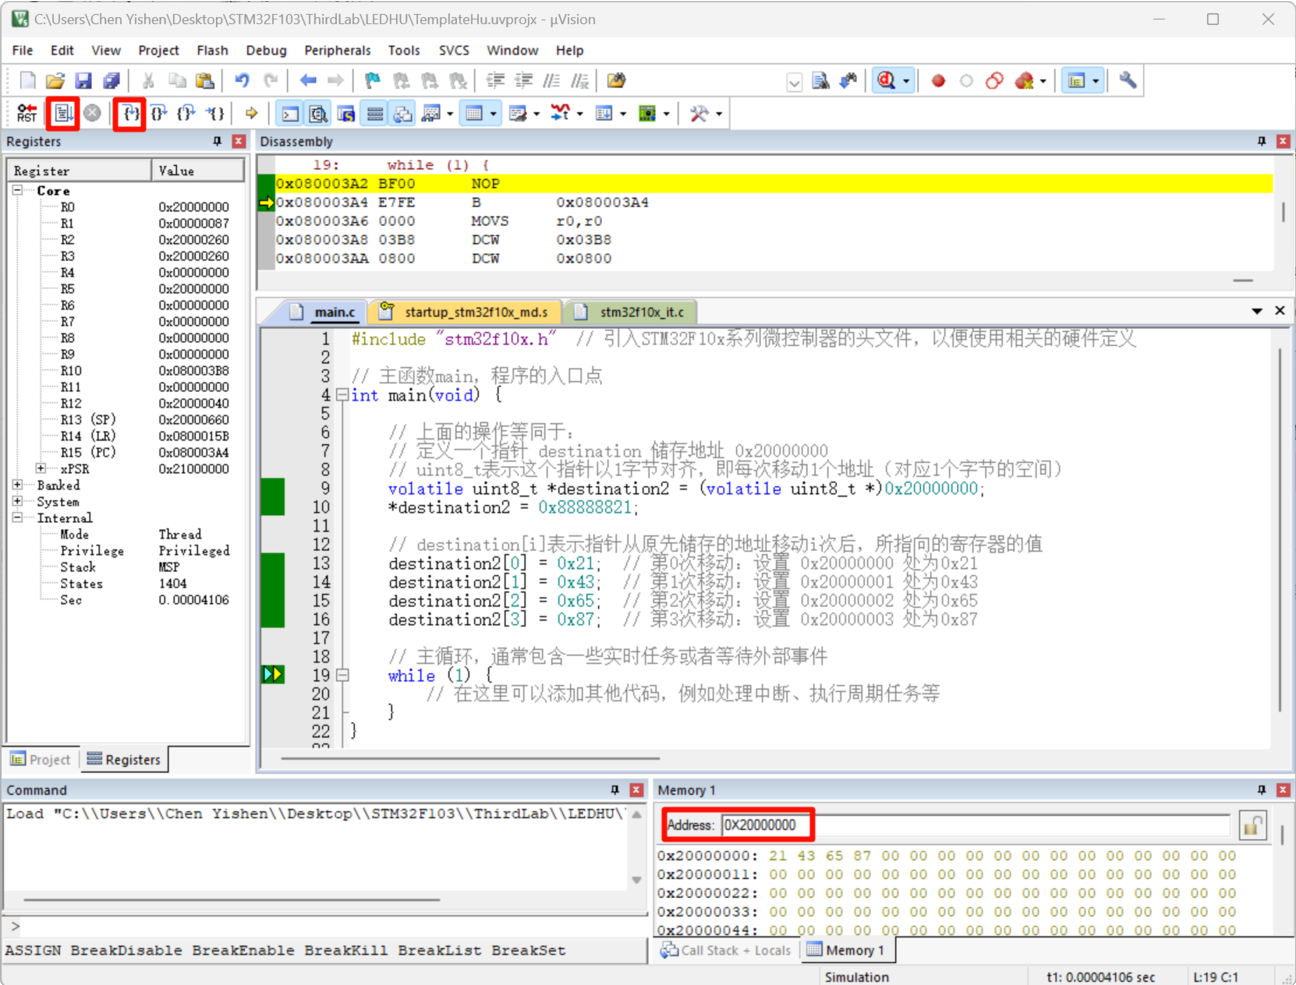 C:\Users\Chen Yishen\Desktop\STM32F103\ThirdLab\LEDHU\TemplateHu.uvprojx - µVision
File Edit View Project Flash Debug Peripherals Tools SVCS Window Help
RST
Registers
Register Value
Core
R0 0x20000000
R1 0x00000087
R2 0x20000260
R3 0x20000260
R4 0x00000000
R5 0x20000000
R6 0x00000000
R7 0x00000000
R8 0x00000000
R9 0x00000000
R10 0x080003B8
R11 0x00000000
R12 0x20000040
R13 (SP) 0x20000660
R14 (LR) 0x0800015B
R15 (PC) 0x080003A4
xPSR 0x21000000
Banked
System
Internal
Mode Thread
Privilege Privileged
Stack MSP
States 1404
Sec 0.00004106
Project Registers
Disassembly
19: while (1) {
0x080003A2 BF00 NOP
0x080003A4 E7FE B 0x080003A4
0x080003A6 0000 MOVS r0,r0
0x080003A8 03B8 DCW 0x03B8
0x080003AA 0800 DCW 0x0800
main.c startup_stm32f10x_md.s stm32f10x_it.c
1 #include "stm32f10x.h" // 引入STM32F10x系列微控制器的头文件，以便使用相关的硬件定义
2
3 // 主函数main，程序的入口点
4 int main(void) {
5
6 // 上面的操作等同于：
7 // 定义一个指针 destination 储存地址 0x20000000
8 // uint8_t表示这个指针以1字节对齐，即每次移动1个地址（对应1个字节的空间）
9 volatile uint8_t *destination2 = (volatile uint8_t *)0x20000000;
10 *destination2 = 0x88888821;
11
12 // destination[i]表示指针从原先储存的地址移动i次后，所指向的寄存器的值
13 destination2[0] = 0x21; // 第0次移动：设置 0x20000000 处为0x21
14 destination2[1] = 0x43; // 第1次移动：设置 0x20000001 处为0x43
15 destination2[2] = 0x65; // 第2次移动：设置 0x20000002 处为0x65
16 destination2[3] = 0x87; // 第3次移动：设置 0x20000003 处为0x87
17
18 // 主循环，通常包含一些实时任务或者等待外部事件
19 while (1) {
20 // 在这里可以添加其他代码，例如处理中断、执行周期任务等
21 }
22 }
Command
Load "C:\\Users\\Chen Yishen\\Desktop\\STM32F103\\ThirdLab\\LEDHU\\
>
ASSIGN BreakDisable BreakEnable BreakKill BreakList BreakSet
Memory 1
Address: 0X20000000
0x20000000: 21 43 65 87 00 00 00 00 00 00 00 00 00 00 00 00 00
0x20000011: 00 00 00 00 00 00 00 00 00 00 00 00 00 00 00 00 00
0x20000022: 00 00 00 00 00 00 00 00 00 00 00 00 00 00 00 00 00
0x20000033: 00 00 00 00 00 00 00 00 00 00 00 00 00 00 00 00 00
0x20000044: 00 00 00 00 00 00 00 00 00 00 00 00 00 00 00 00 00
Call Stack + Locals Memory 1
Simulation t1: 0.00004106 sec L:19 C:1